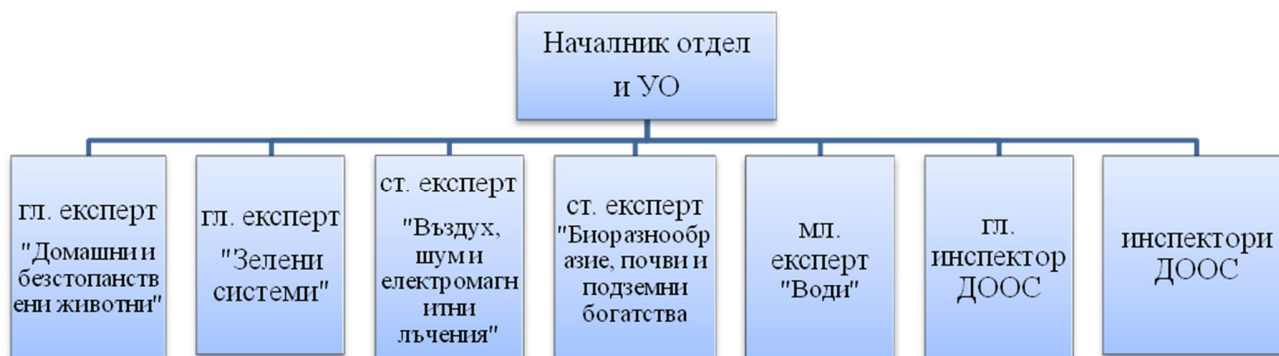 Началник отдел
и УО
гл. експерт
"Домашни и
безстопанств
ени животни"
гл. експерт
"Зелени
системи"
ст. експерт
"Въздух,
шум и
електромагн
итни
лъчения"
ст. експерт
"Биоразнообр
азие, почви и
подземни
богатства
мл.
експерт
"Води"
гл.
инспектор
ДООС
инспектори
ДООС